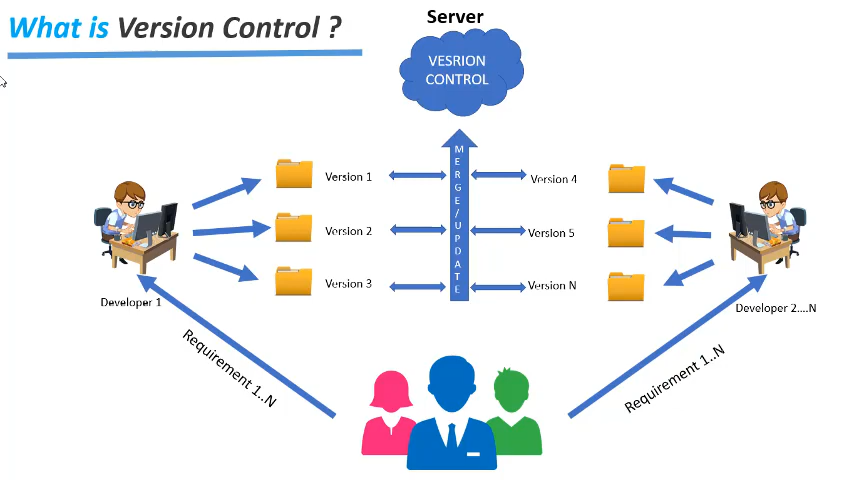 What is Version Control ?
Server
VESRION
CONTROL
MERGE/UPDATE
Version 1
Version 4
Version 2
Version 5
Version 3
Version N
Developer 1
Developer 2....N
Requirement 1..N
Requirement 1..N